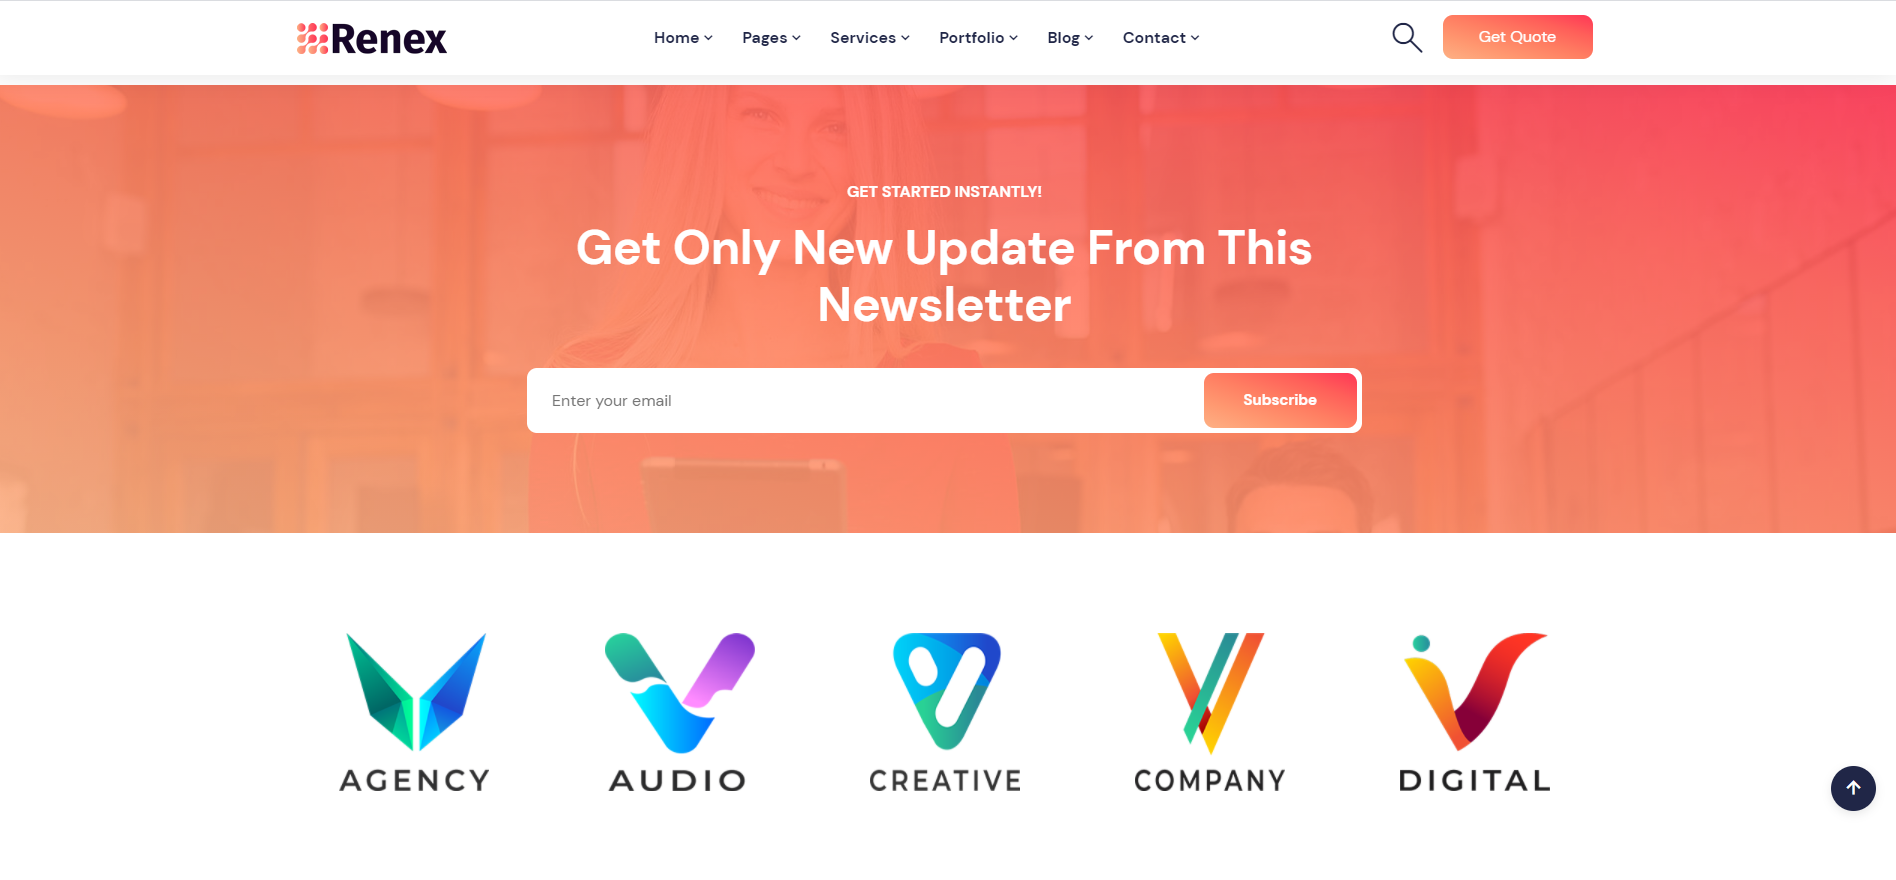 Renex
Home
Pages
Services
Portfolio
Blog
Contact
Get Quote
GET STARTED INSTANTLY!
Get Only New Update From This
Newsletter
Enter your email
Subscribe
AGENCY
AUDIO
CREATIVE
COMPANY
DIGITAL